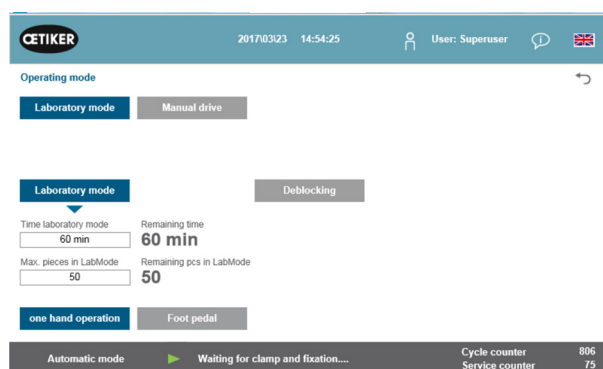 OETIKER
2017\03\23 14:54:25
User: Superuser
Operating mode
Laboratory mode
Manual drive
Laboratory mode
Deblocking
Time laboratory mode
Remaining time
60 min
60 min
Max. pieces in LabMode
Remaining pcs in LabMode
50
50
one hand operation
Foot pedal
Automatic mode
Waiting for clamp and fixation....
Cycle counter 806
Service counter 75